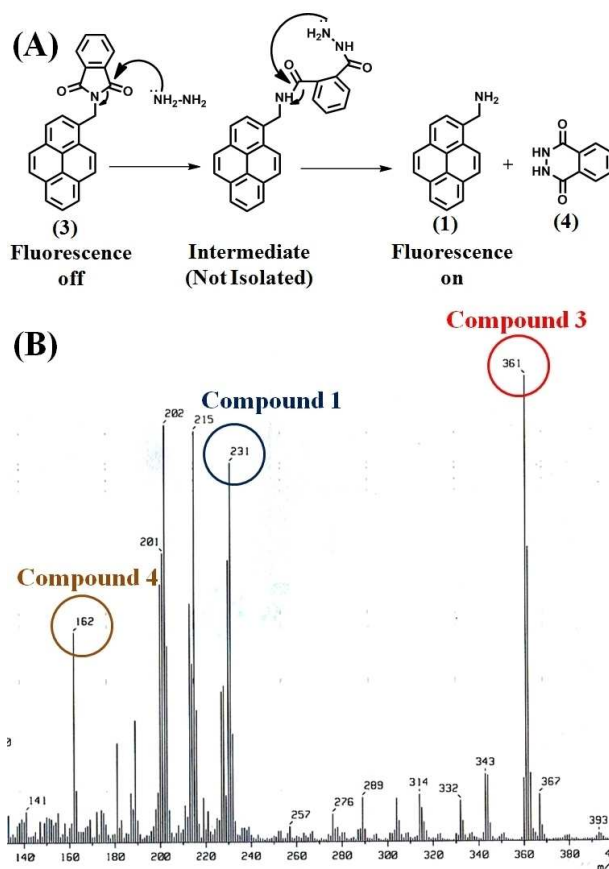 (A)
H₂N
NH
O
O
O
O
N
NH₂-NH₂
NH
NH₂
O
HN
HN
O
(3)
(1)
+
(4)
Fluorescence
off
Intermediate
(Not Isolated)
Fluorescence
on
(B)
Compound 3
361
Compound 1
202
215
231
201
Compound 4
162
141
257
276
289
314
332
343
367
393
140 160 180 200 220 240 260 280 300 320 340 360 380